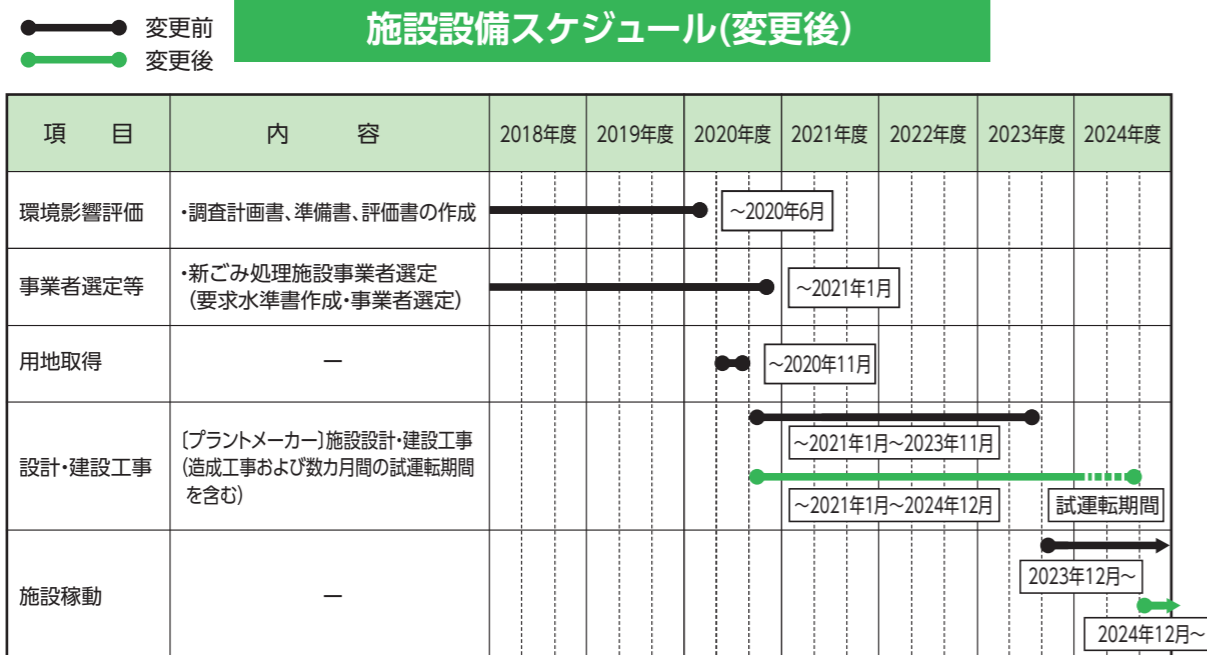 変更前
変更後
施設設備スケジュール(変更後)
項 目 内 容 2018年度 2019年度 2020年度 2021年度 2022年度 2023年度 2024年度
環境影響評価 ・調査計画書、準備書、評価書の作成 ～2020年6月
事業者選定等 ・新ごみ処理施設事業者選定
(要求水準書作成・事業者選定) ～2021年1月
用地取得 ー ～2020年11月
設計・建設工事 〔プラントメーカー〕施設設計・建設工事
(造成工事および数カ月間の試運転期間
を含む)
～2021年1月～2023年11月
～2021年1月～2024年12月 試運転期間
施設稼動 ー 2023年12月～
2024年12月～